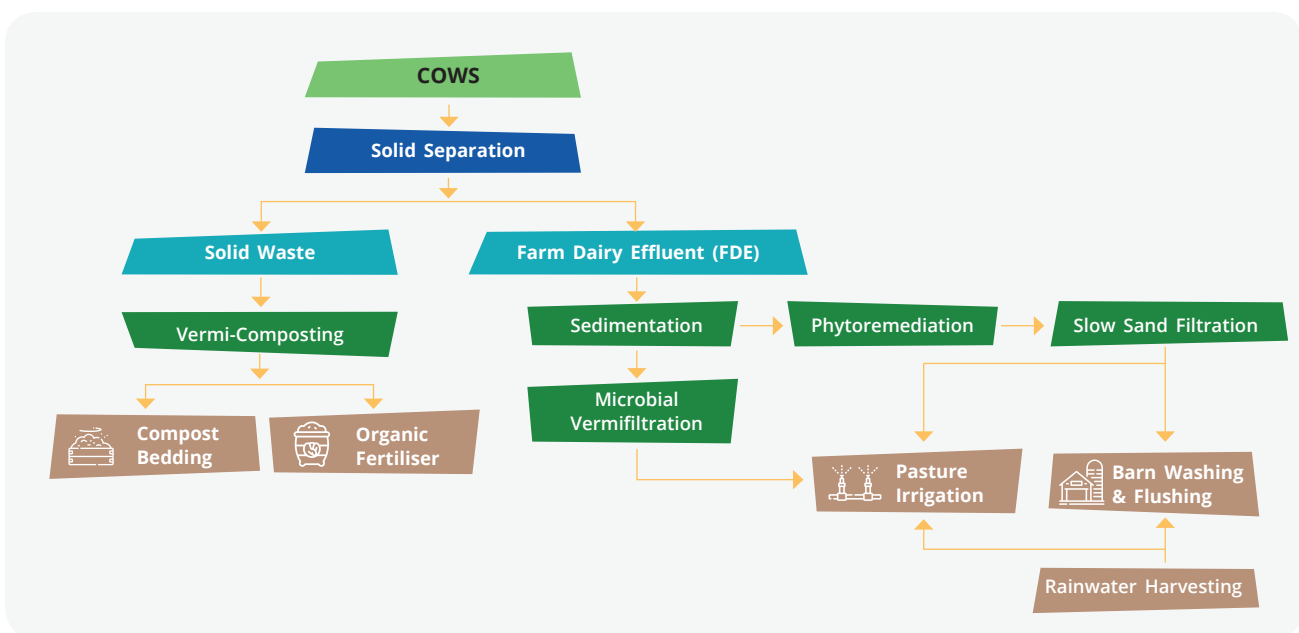 COWS
Solid Separation
Solid Waste
Farm Dairy Effluent (FDE)
Vermi-Composting
Sedimentation
Phytoremediation
Slow Sand Filtration
Microbial
Vermifiltration
Compost
Bedding
Organic
Fertiliser
Pasture
Irrigation
Barn Washing
& Flushing
Rainwater Harvesting